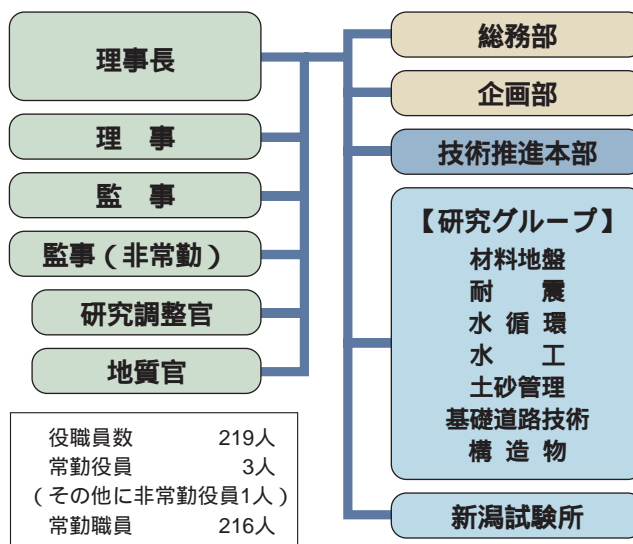 理事長
理　事
監　事
監事（非常勤）
研究調整官
地質官
役職員数 219人
常勤役員 3人
（その他に非常勤役員1人）
常勤職員 216人
総務部
企画部
技術推進本部
【研究グループ】
材料地盤
耐　　震
水 循 環
水　　工
土砂管理
基礎道路技術
構 造 物
新潟試験所